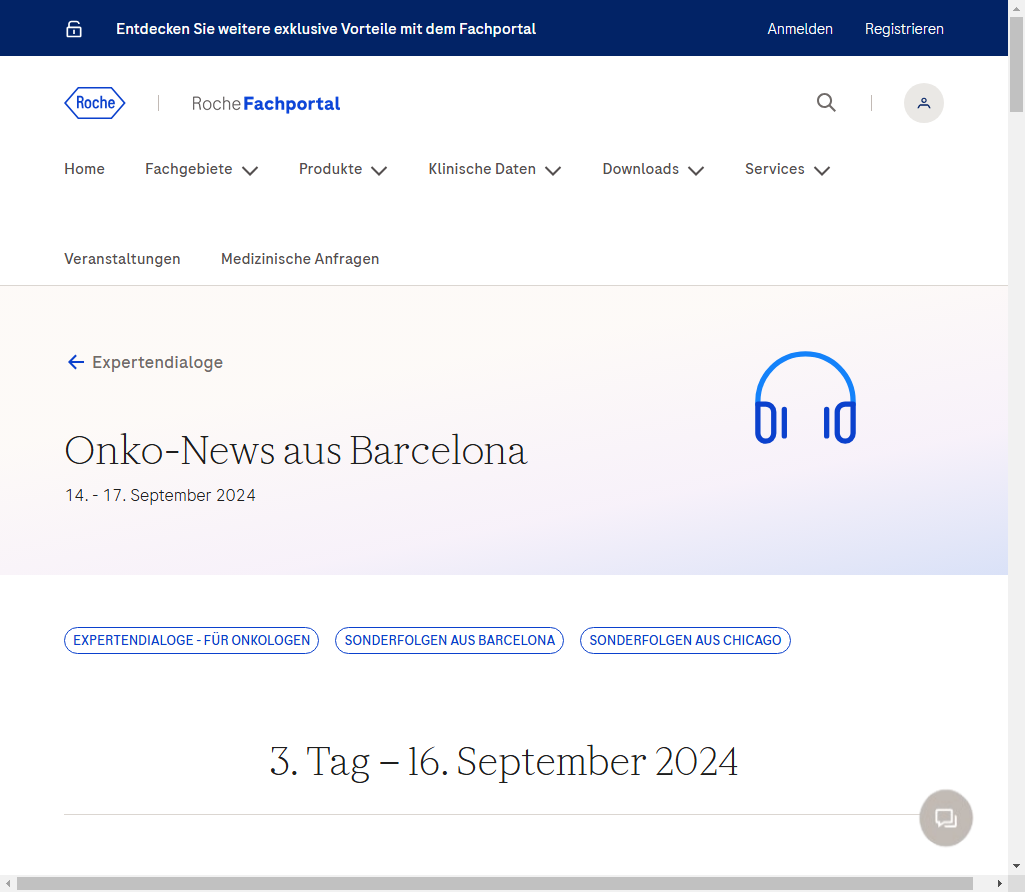 Entdecken Sie weitere exklusive Vorteile mit dem Fachportal
Anmelden
Registrieren
Roche
RocheFachportal
Home
Fachgebiete
Produkte
Klinische Daten
Downloads
Services
Veranstaltungen
Medizinische Anfragen
Expertendialoge
Onko-News aus Barcelona
14. - 17. September 2024
EXPERTENDIALOGE - FÜR ONKOLOGEN
SONDERFOLGEN AUS BARCELONA
SONDERFOLGEN AUS CHICAGO
3. Tag – 16. September 2024